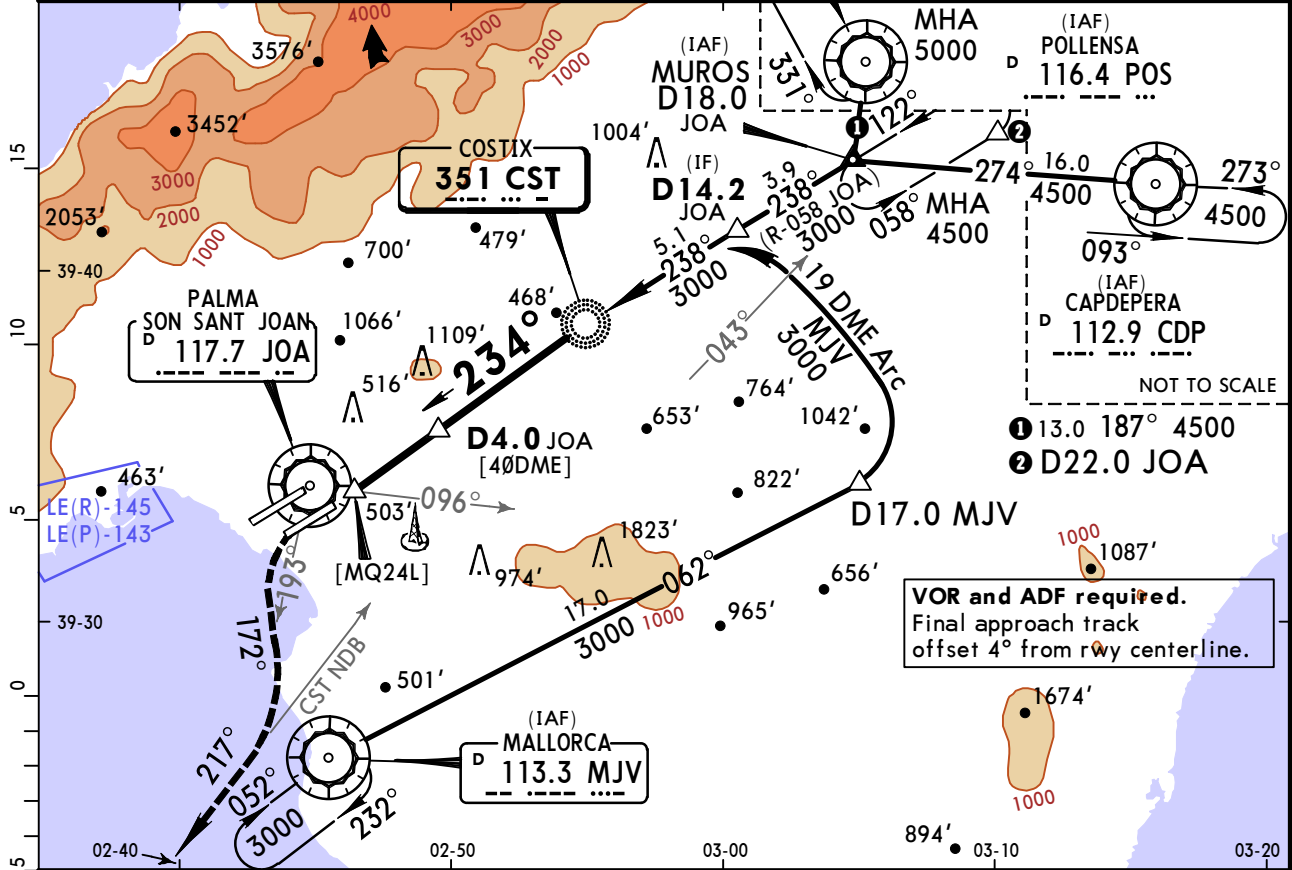 4000
3000
2000
1000
3576'
3452'
3000
2000
1000
2053'
15
10
5
0
5
39-40
39-30
(IAF)
MUROS
D18.0
JOA
MHA
5000
331°
122°
1
2
(IAF)
POLLENSA
D
116.4 POS
1004'
(IF)
D14.2
JOA
COSTIX
351 CST
3.9
238°
(R-058 JOA)
3000
058°
MHA
4500
274°
16.0
4500
273°
4500
093°
(IAF)
CAPDEPERA
D
112.9 CDP
NOT TO SCALE
1 13.0 187° 4500
2 D22.0 JOA
5.1
238°
3000
479'
700'
468'
1066'
1109'
516'
234°
PALMA
SON SANT JOAN
D
117.7 JOA
D4.0 JOA
[4ØDME]
043°
19 DME Arc
MJV
3000
764'
653'
1042'
822'
D17.0 MJV
463'
LE(R)-145
LE(P)-143
503'
096°
[MQ24L]
974'
1823'
062°
1000
17.0
3000
656'
965'
1000
1087'
VOR and ADF required.
Final approach track
offset 4° from rwy centerline.
193°
172°
CST NDB
501'
217°
052°
3000
232°
(IAF)
MALLORCA
D
113.3 MJV
1674'
1000
894'
02-40
02-50
03-00
03-10
03-20